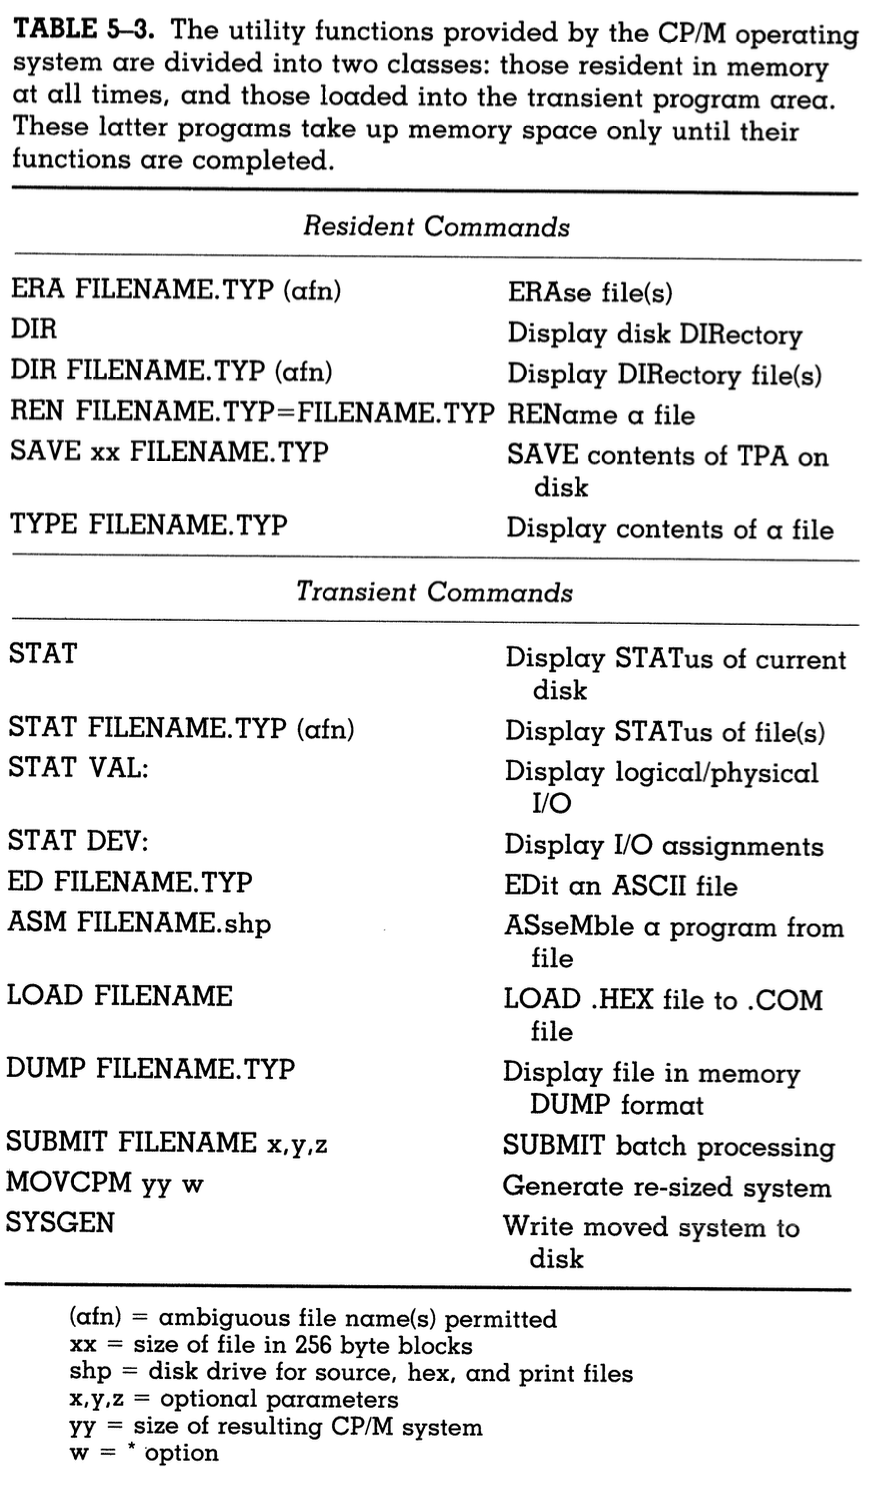 TABLE 5–3. The utility functions provided by the CP/M operating
system are divided into two classes: those resident in memory
at all times, and those loaded into the transient program area.
These latter progams take up memory space only until their
functions are completed.
Resident Commands
ERA FILENAME.TYP (afn) ERAse file(s)
DIR Display disk DIRectory
DIR FILENAME.TYP (afn) Display DIRectory file(s)
REN FILENAME.TYP=FILENAME.TYP REName a file
SAVE xx FILENAME.TYP SAVE contents of TPA on
disk
TYPE FILENAME.TYP Display contents of a file
Transient Commands
STAT Display STATus of current
disk
STAT FILENAME.TYP (afn) Display STATus of file(s)
STAT VAL: Display logical/physical
I/O
STAT DEV: Display I/O assignments
ED FILENAME.TYP EDit an ASCII file
ASM FILENAME.shp ASseMble a program from
file
LOAD FILENAME LOAD .HEX file to .COM
file
DUMP FILENAME.TYP Display file in memory
DUMP format
SUBMIT FILENAME x,y,z SUBMIT batch processing
MOVCPM yy w Generate re-sized system
SYSGEN Write moved system to
disk
(afn) = ambiguous file name(s) permitted
xx = size of file in 256 byte blocks
shp = disk drive for source, hex, and print files
x,y,z = optional parameters
yy = size of resulting CP/M system
w = * option